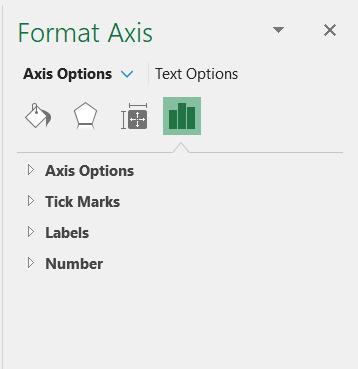 Format Axis
Axis Options Text Options
Axis Options
Tick Marks
Labels
Number